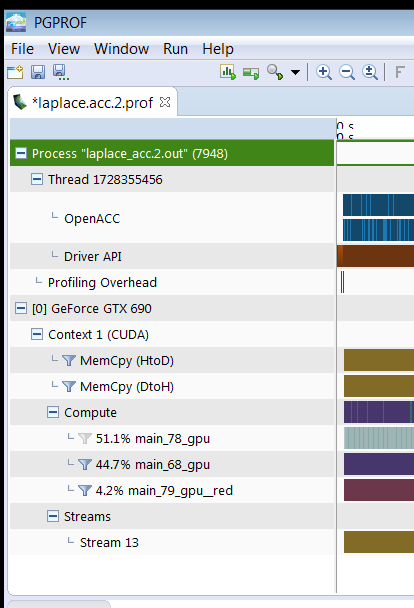 PGPROF
File View Window Run Help
F
*laplace.acc.2.prof
0 s
0 s
Process "laplace_acc.2.out" (7948)
Thread 1728355456
OpenACC
Driver API
Profiling Overhead
[0] GeForce GTX 690
Context 1 (CUDA)
MemCpy (HtoD)
MemCpy (DtoH)
Compute
51.1% main_78_gpu
44.7% main_68_gpu
4.2% main_79_gpu__red
Streams
Stream 13